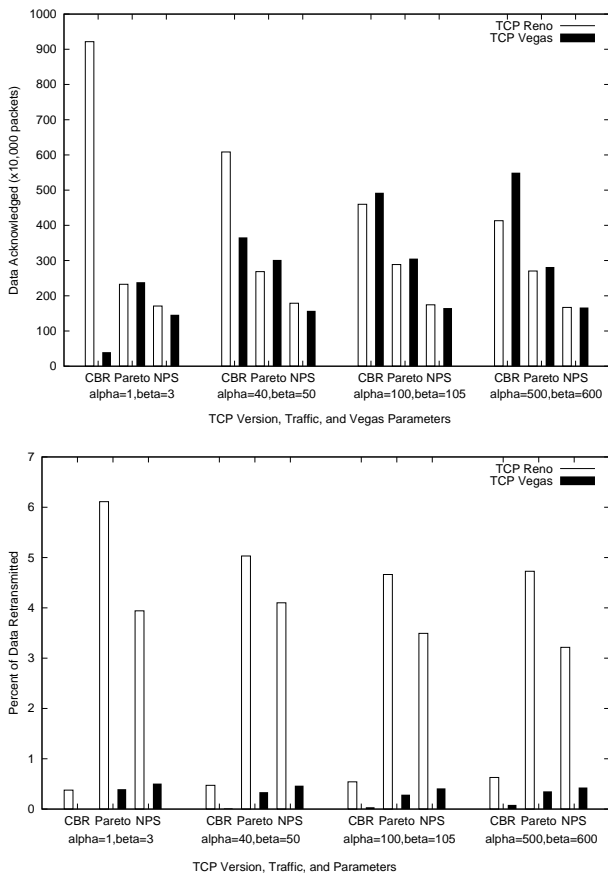 1000
900
800
700
600
500
400
300
200
100
0
Data Acknowledged (x10,000 packets)
TCP Reno
TCP Vegas
CBR Pareto NPS CBR Pareto NPS CBR Pareto NPS CBR Pareto NPS
alpha=1,beta=3 alpha=40,beta=50 alpha=100,beta=105 alpha=500,beta=600
TCP Version, Traffic, and Vegas Parameters
7
6
5
4
3
2
1
0
Percent of Data Retransmitted
TCP Reno
TCP Vegas
CBR Pareto NPS CBR Pareto NPS CBR Pareto NPS CBR Pareto NPS
alpha=1,beta=3 alpha=40,beta=50 alpha=100,beta=105 alpha=500,beta=600
TCP Version, Traffic, and Parameters